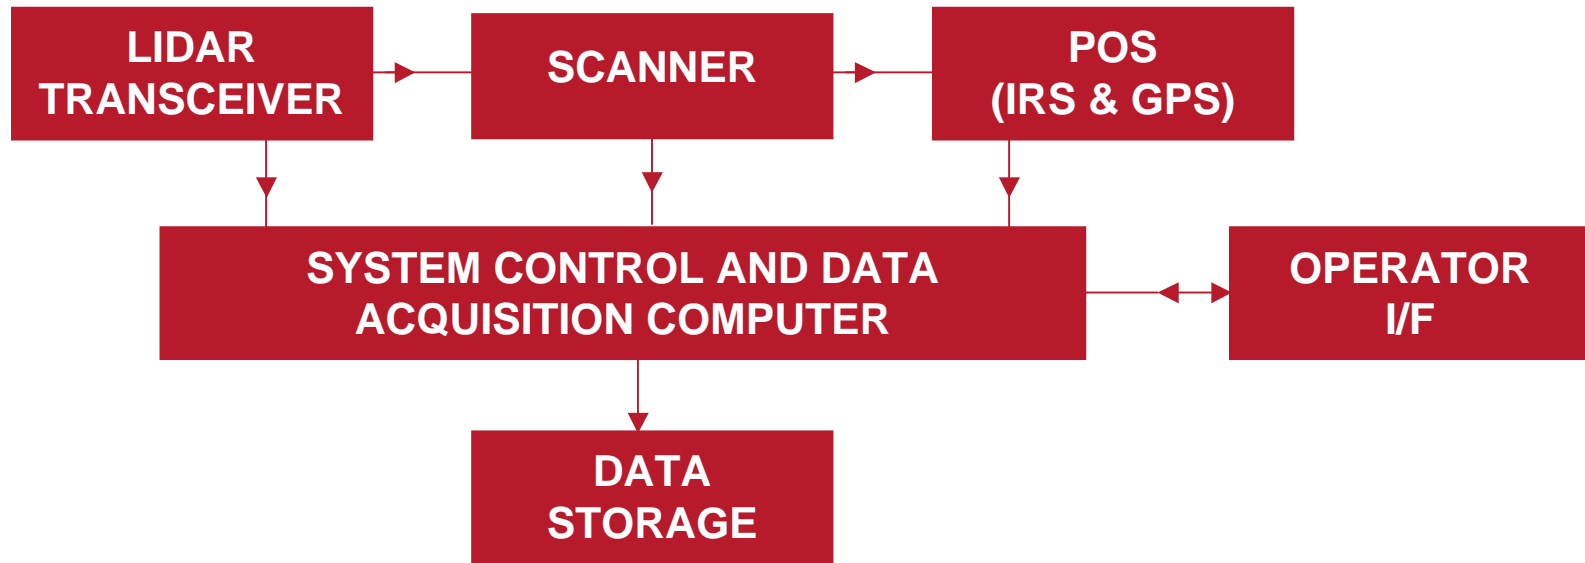 LIDAR
TRANSCEIVER
SCANNER
POS
(IRS & GPS)
SYSTEM CONTROL AND DATA
ACQUISITION COMPUTER
OPERATOR
I/F
DATA
STORAGE